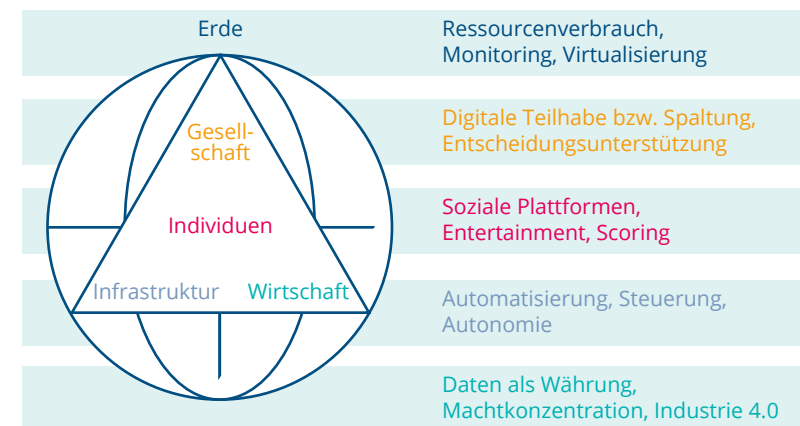 Erde
Ressourcenverbrauch,
Monitoring, Virtualisierung
Gesell-
schaft
Digitale Teilhabe bzw. Spaltung,
Entscheidungsunterstützung
Individuen
Soziale Plattformen,
Entertainment, Scoring
Infrastruktur
Wirtschaft
Automatisierung, Steuerung,
Autonomie
Daten als Währung,
Machtkonzentration, Industrie 4.0